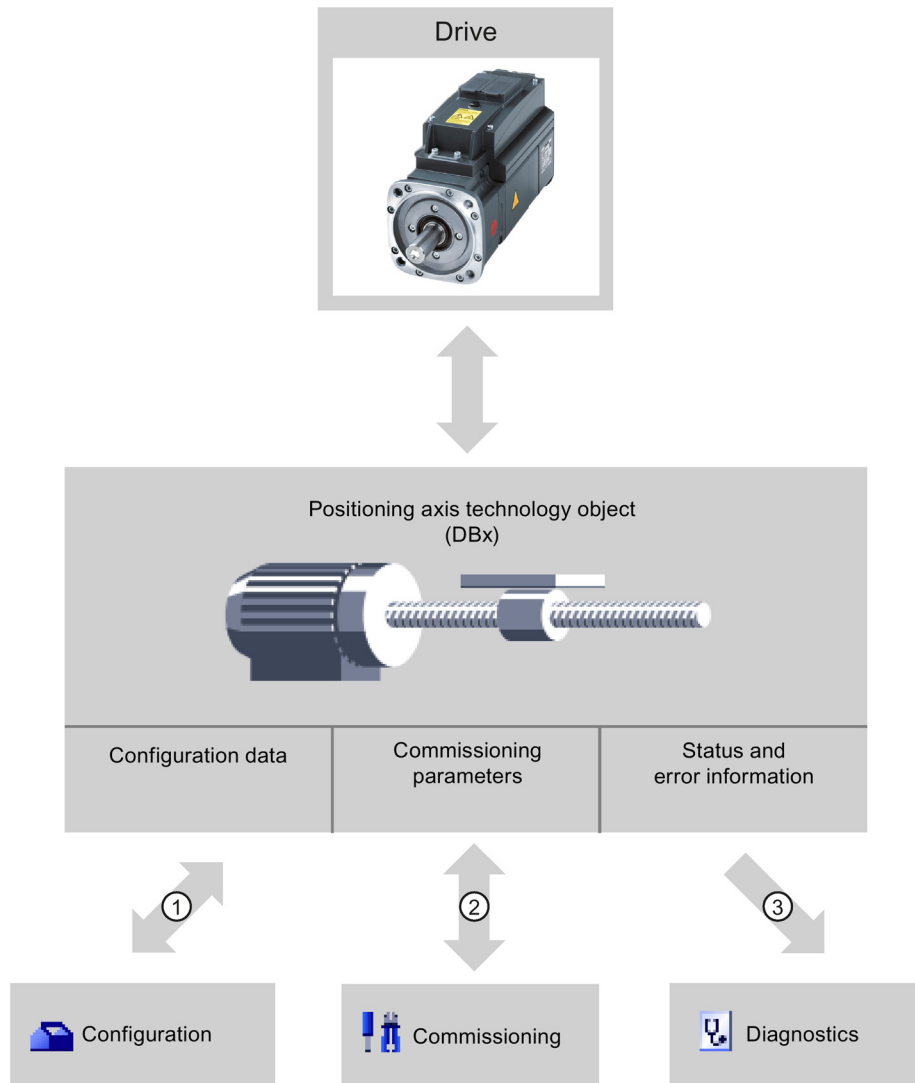 Drive
Positioning axis technology object
(DBx)
Configuration data
Commissioning
parameters
Status and
error information
1
2
3
Configuration
Commissioning
Diagnostics